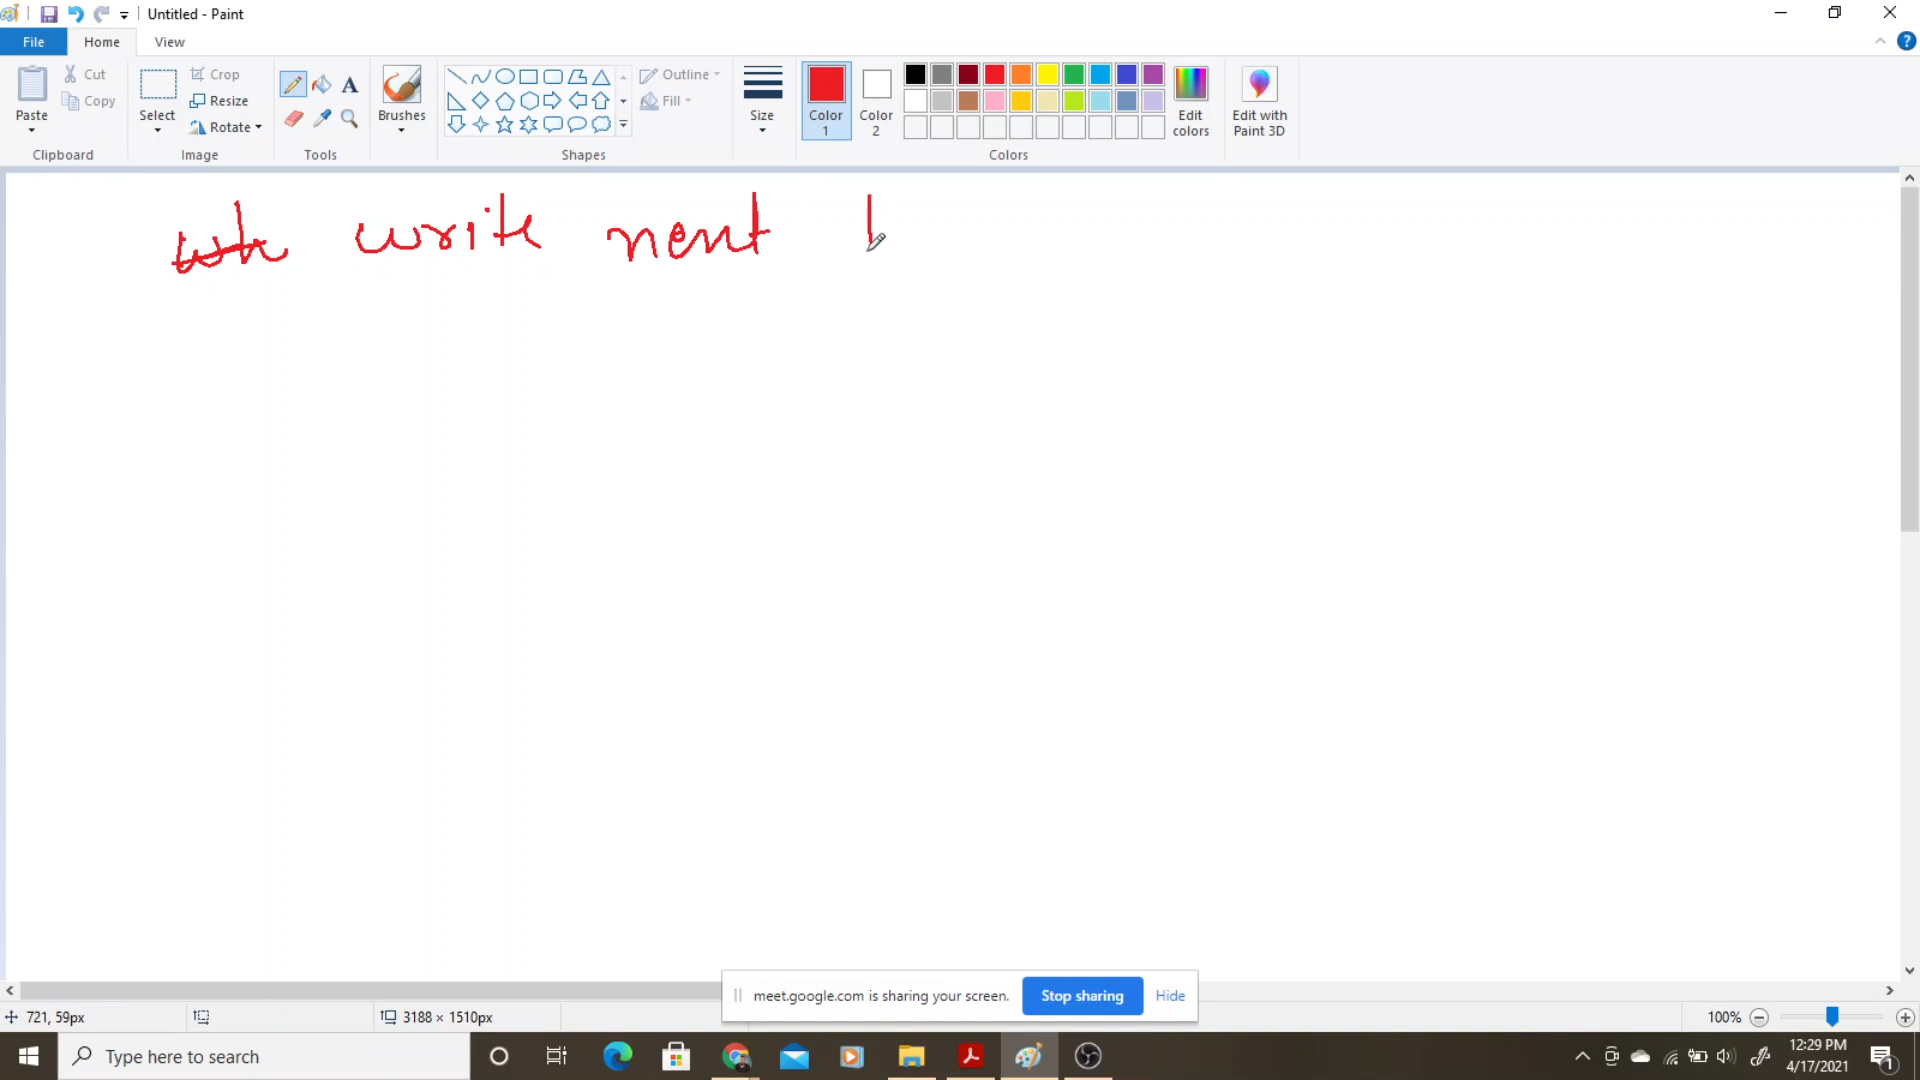 Untitled - Paint
File Home View
Paste Cut Copy Clipboard
Select Crop Resize Rotate Image
Tools
Brushes
Shapes Outline Fill
Size
Color 1 Color 2 Colors Edit colors
Edit with Paint 3D
write nent
meet.google.com is sharing your screen. Stop sharing Hide
721, 59px 3188 × 1510px 100%
Type here to search 12:29 PM
4/17/2021 1